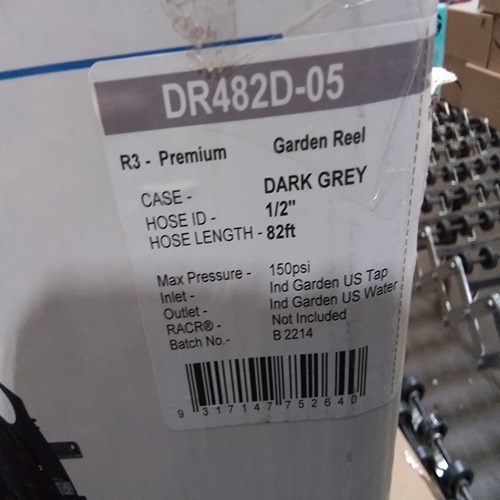 DR482D-05
R3 - Premium Garden Reel
CASE - DARK GREY
HOSE ID - 1/2"
HOSE LENGTH - 82ft
Max Pressure - 150psi
Inlet - Ind Garden US Tap
Outlet - Ind Garden US Water
RACR® - Not Included
Batch No.- B 2214
9 317147 752640